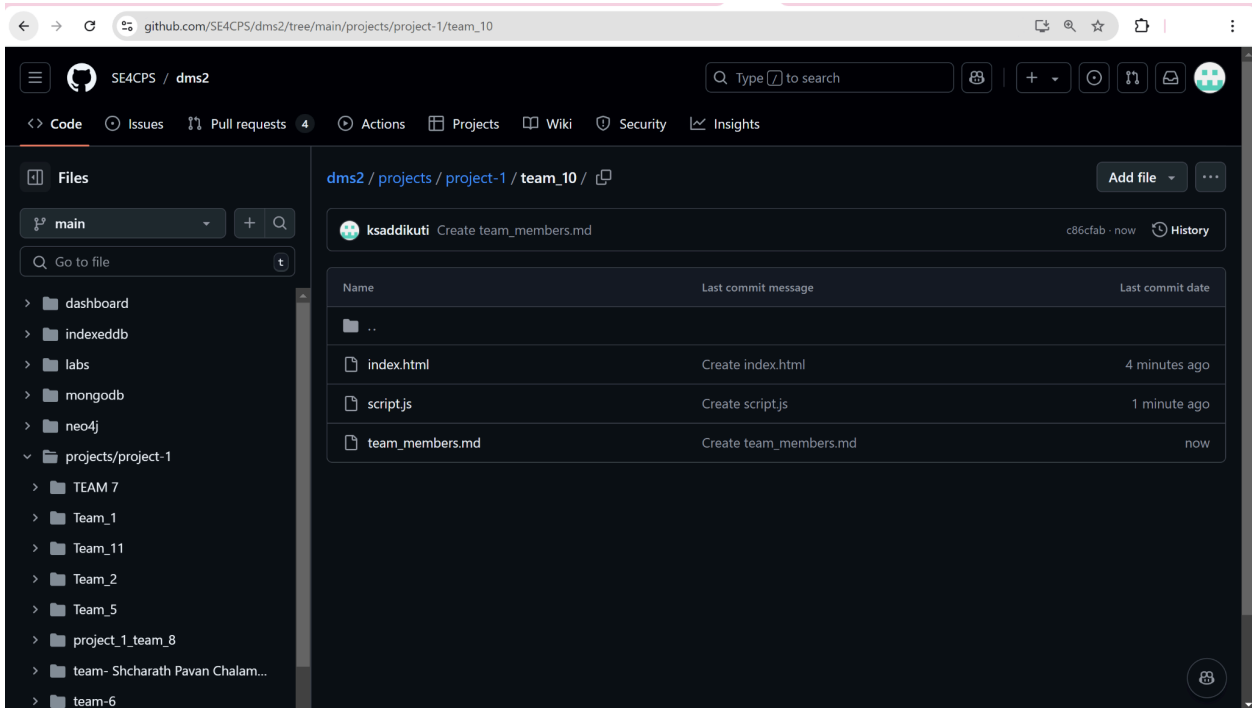 github.com/SE4CPS/dms2/tree/main/projects/project-1/team_10
SE4CPS / dms2
Type / to search
Code
Issues
Pull requests 4
Actions
Projects
Wiki
Security
Insights
Files
main
Go to file
t
dashboard
indexeddb
labs
mongodb
neo4j
projects/project-1
TEAM 7
Team_1
Team_11
Team_2
Team_5
project_1_team_8
team- Shcharath Pavan Chalam...
team-6
dms2 / projects / project-1 / team_10 /
Add file
ksaddikuti Create team_members.md
c86cfab · now
History
Name Last commit message Last commit date
..
index.html Create index.html 4 minutes ago
script.js Create script.js 1 minute ago
team_members.md Create team_members.md now